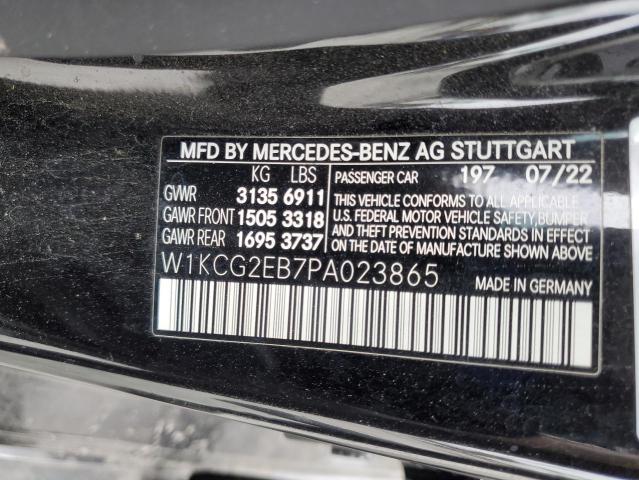 MFD BY MERCEDES-BENZ AG STUTTGART
KG LBS
GVWR 3135 6911
GAWR FRONT 1505 3318
GAWR REAR 1695 3737
PASSENGER CAR 197 07/22
THIS VEHICLE CONFORMS TO ALL APPLICABLE
U.S. FEDERAL MOTOR VEHICLE SAFETY, BUMPER
AND THEFT PREVENTION STANDARDS IN EFFECT
ON THE DATE OF MANUFACTURE SHOWN ABOVE
W1KCG2EB7PA023865
MADE IN GERMANY